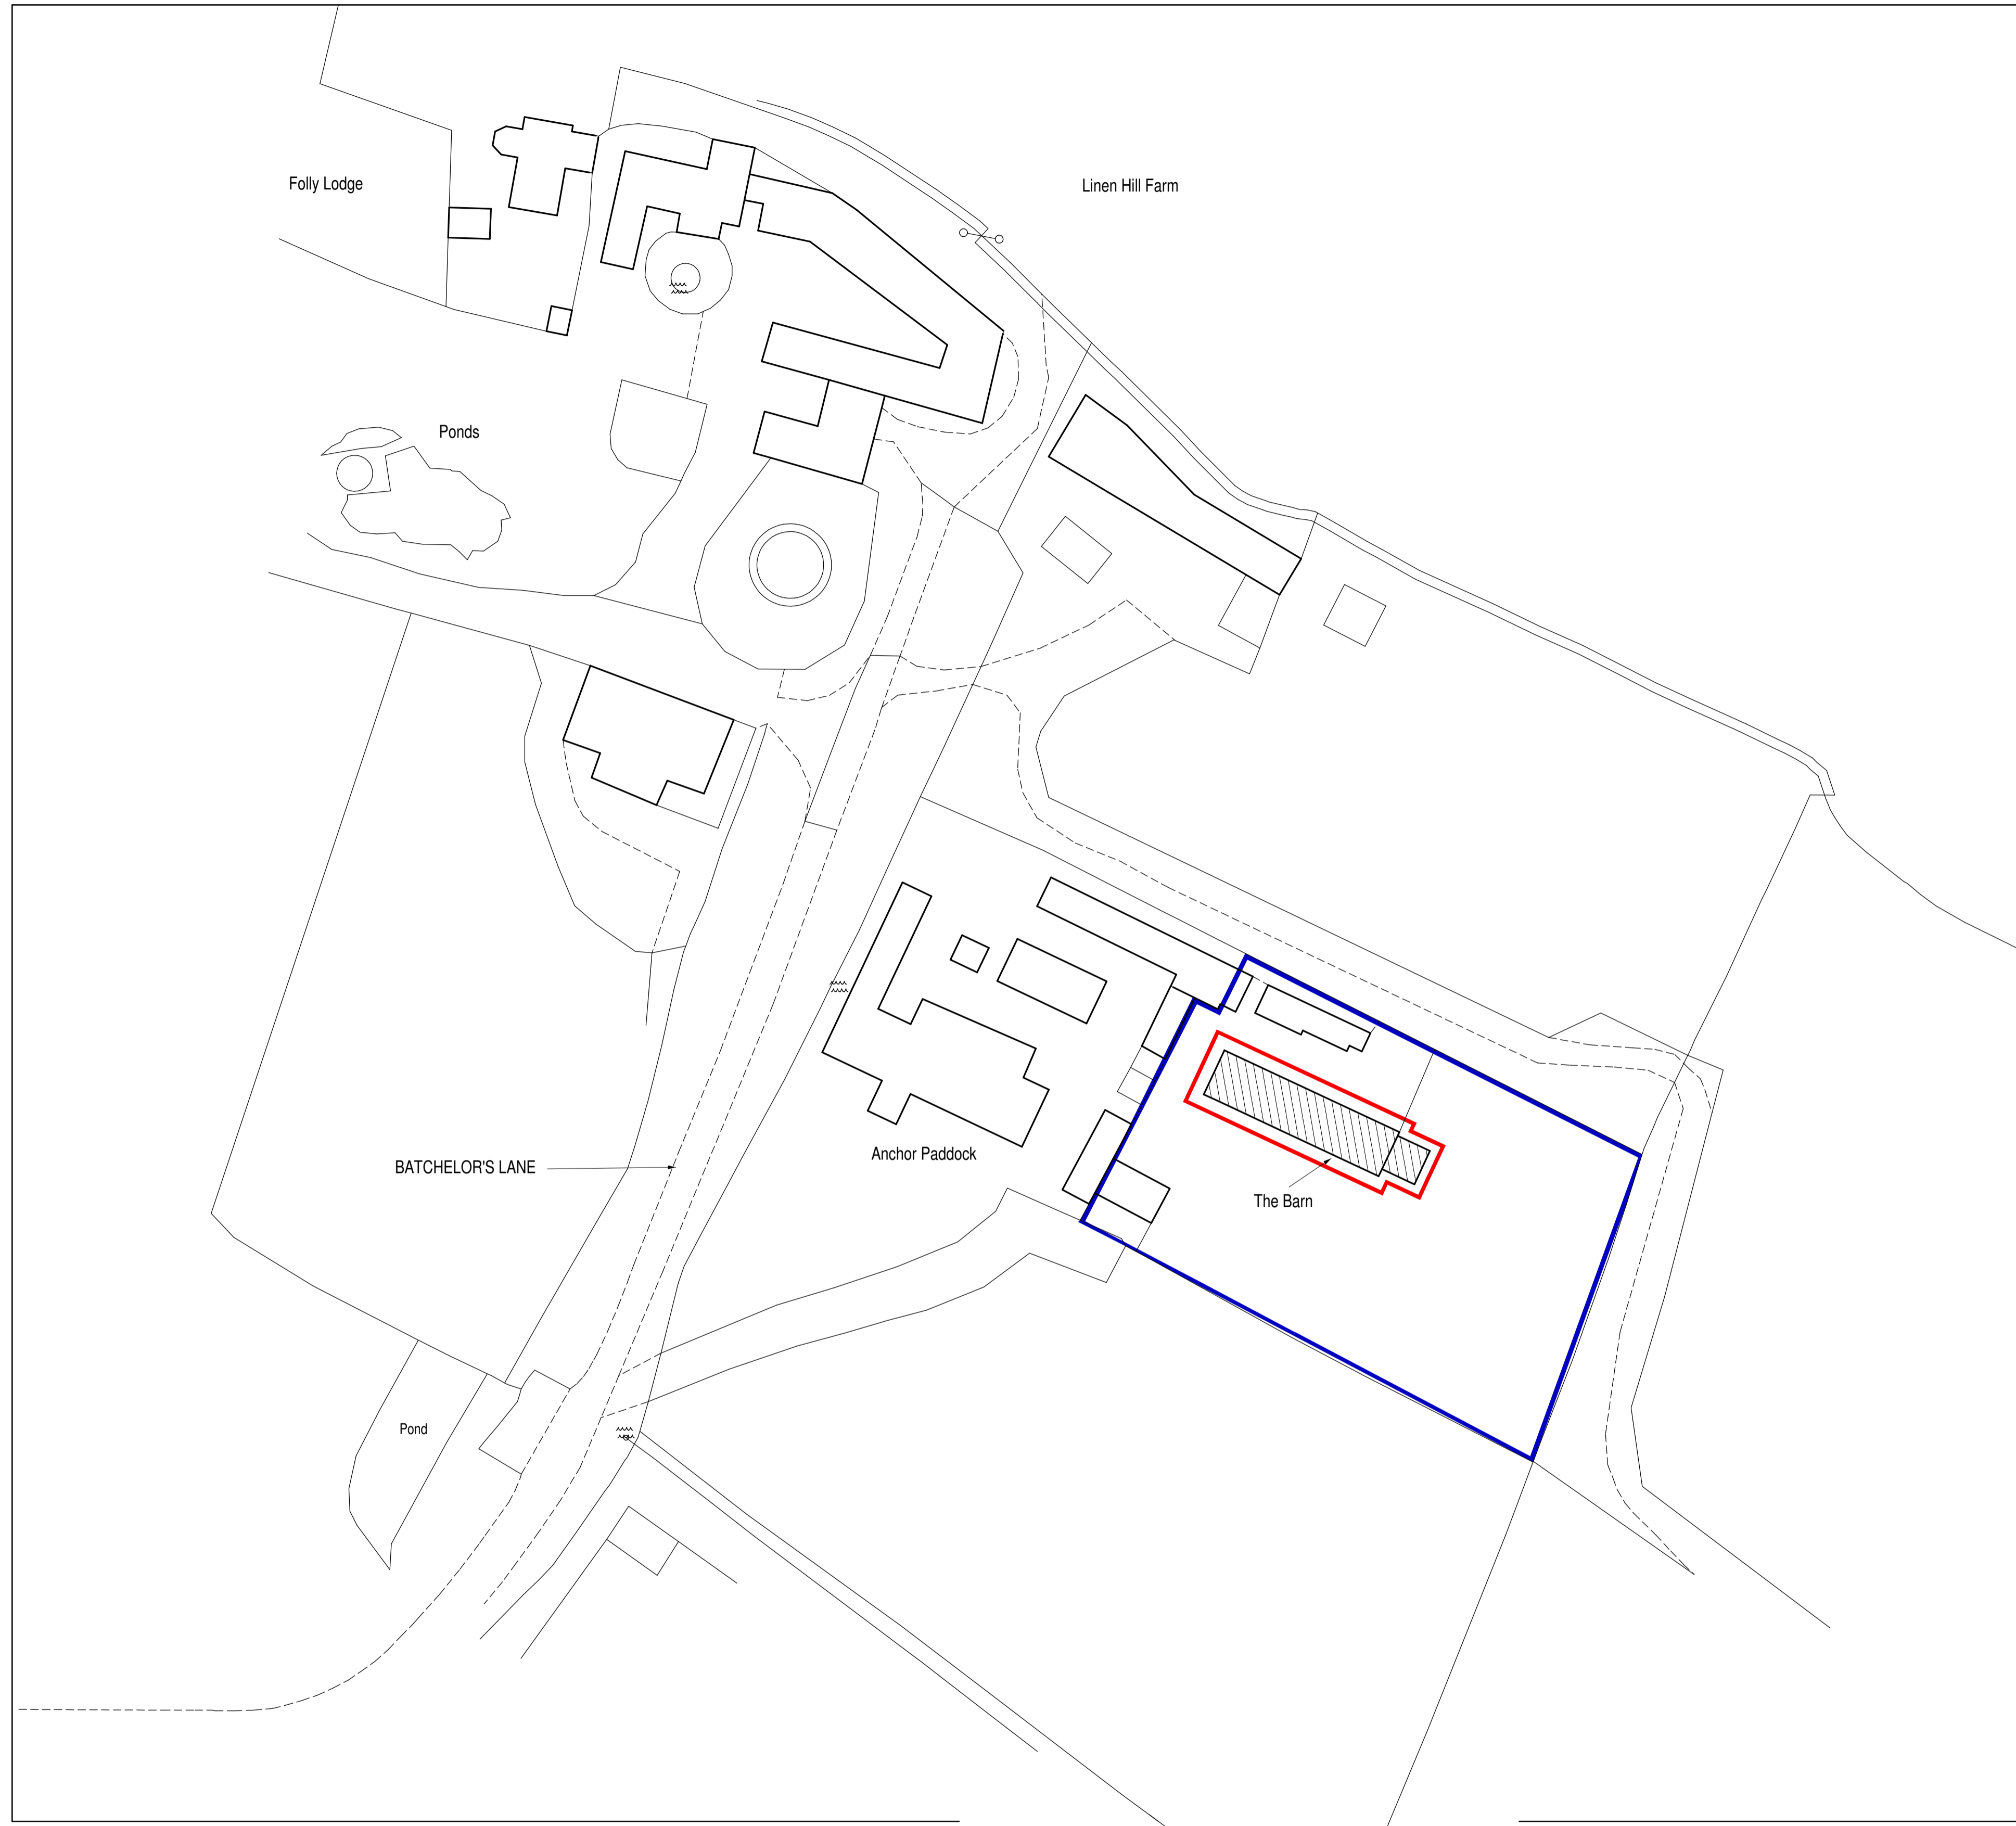 Folly Lodge
Linen Hill Farm
Ponds
BATCHELOR'S LANE
Anchor Paddock
The Barn
Pond